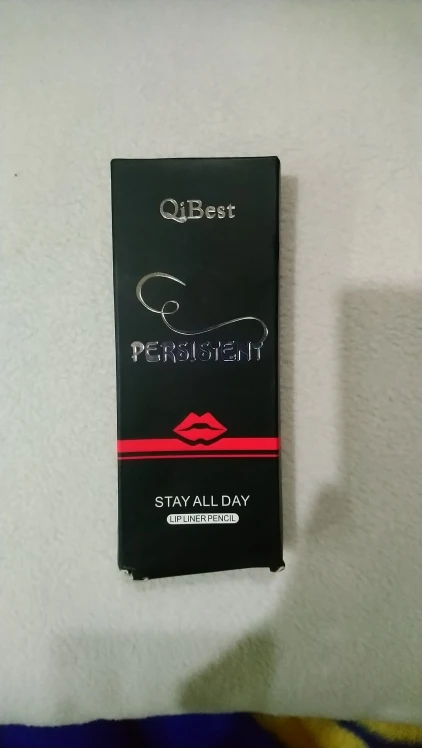 QiBest
PERSISTENT
STAY ALL DAY
LIP LINER PENCIL